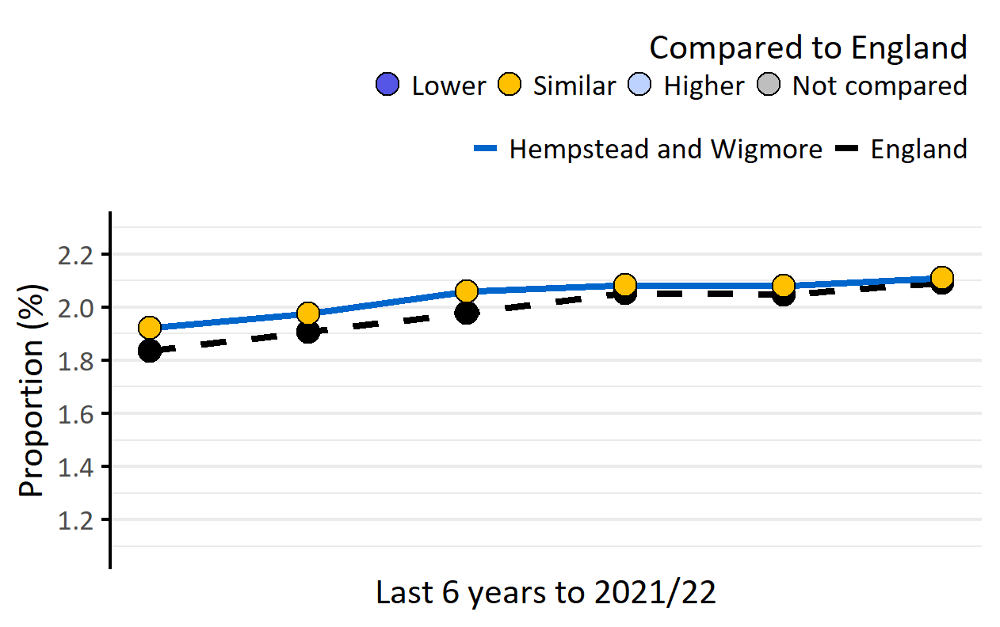 Compared to England
Lower Similar Higher Not compared
Hempstead and Wigmore England
Proportion (%)
2.2
2.0
1.8
1.6
1.4
1.2
Last 6 years to 2021/22